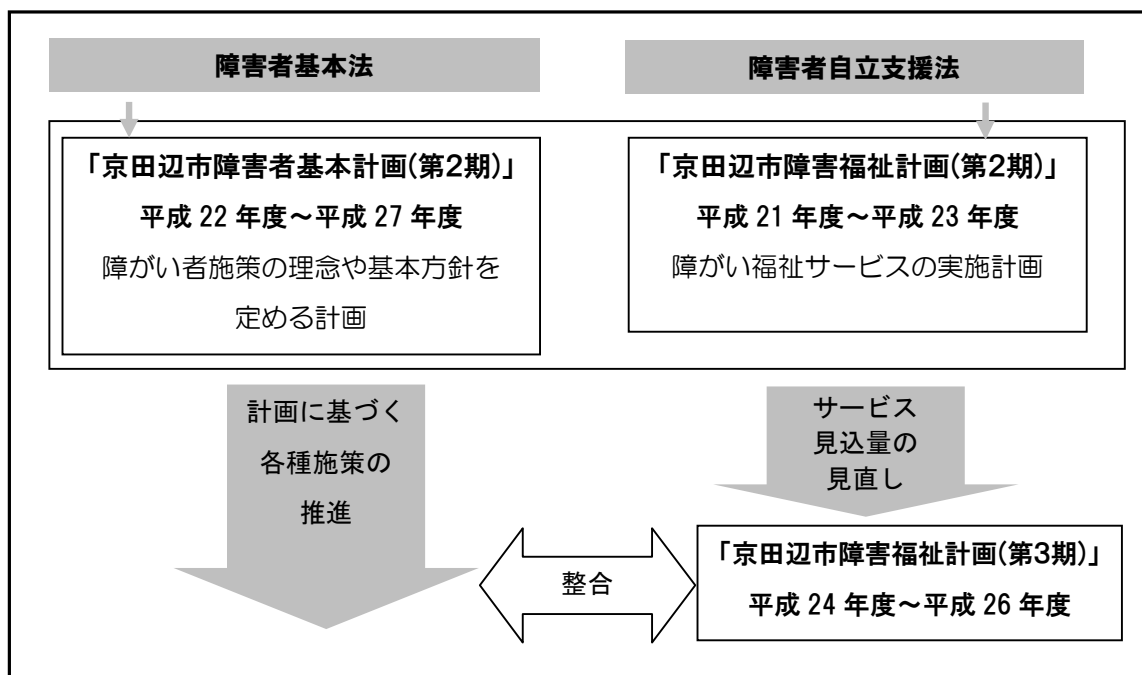 障害者基本法
障害者自立支援法
「京田辺市障害者基本計画(第2期)」
平成 22 年度～平成 27 年度
障がい者施策の理念や基本方針を
定める計画
「京田辺市障害福祉計画(第2期)」
平成 21 年度～平成 23 年度
障がい福祉サービスの実施計画
計画に基づく
各種施策の
推進
サービス
見込量の
見直し
整合
「京田辺市障害福祉計画(第3期)」
平成 24 年度～平成 26 年度